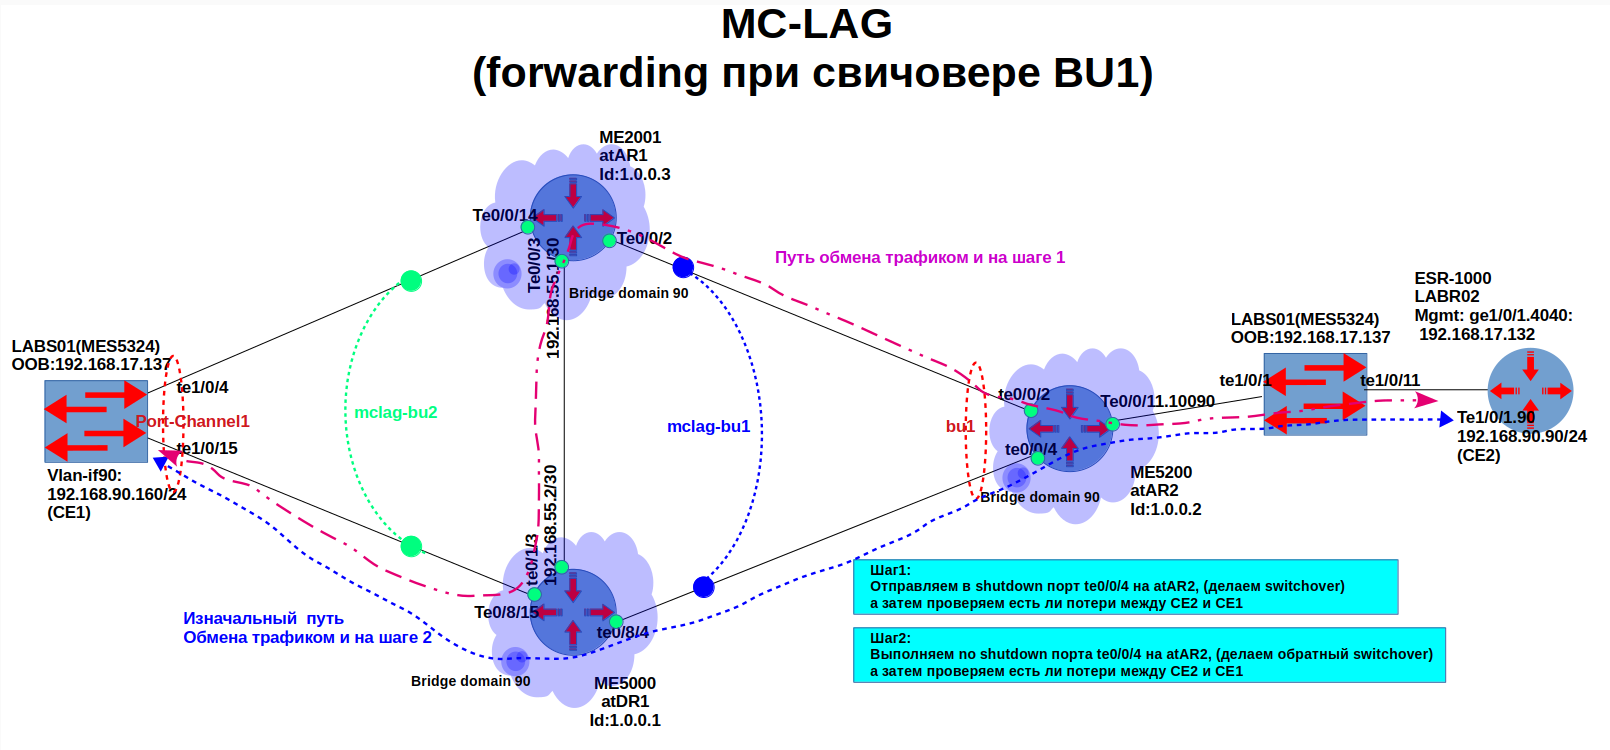 MC-LAG
(forwarding при свичовере BU1)
ME2001
atAR1
Id:1.0.0.3
Te0/0/14
Te0/0/2
Te0/0/3
192.168.55.1/30
Bridge domain 90
Путь обмена трафиком и на шаге 1
ESR-1000
LABR02
Mgmt: ge1/0/1.4040:
192.168.17.132
LABS01(MES5324)
OOB:192.168.17.137
te1/0/4
Port-Channel1
te1/0/15
Vlan-if90:
192.168.90.160/24
(CE1)
mclag-bu2
mclag-bu1
bu1
te0/0/2
te0/0/4
Te0/0/11.10090
LABS01(MES5324)
OOB:192.168.17.137
te1/0/1
te1/0/11
Te1/0/1.90
192.168.90.90/24
(CE2)
Bridge domain 90
ME5200
atAR2
Id:1.0.0.2
te0/1/3
192.168.55.2/30
Te0/8/15
te0/8/4
Изначальный путь
Обмена трафиком и на шаге 2
Bridge domain 90
ME5000
atDR1
Id:1.0.0.1
Шаг1:
Отправляем в shutdown порт te0/0/4 на atAR2, (делаем switchover)
а затем проверяем есть ли потери между CE2 и CE1
Шаг2:
Выполняем no shutdown порта te0/0/4 на atAR2, (делаем обратный switchover)
а затем проверяем есть ли потери между CE2 и CE1